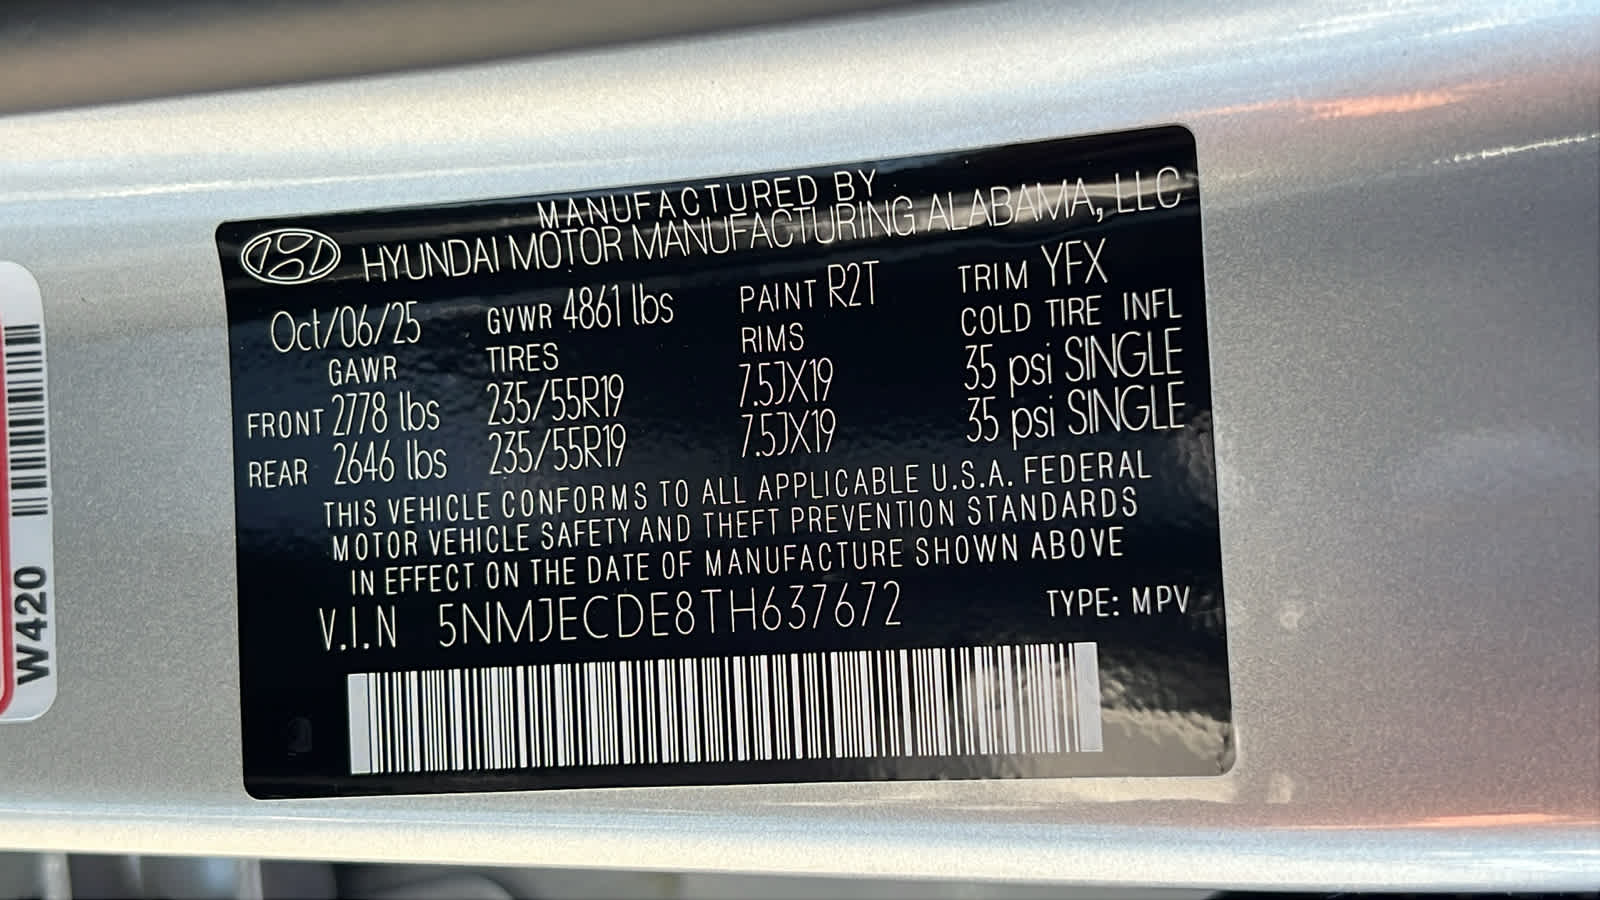 MANUFACTURED BY
HYUNDAI MOTOR MANUFACTURING ALABAMA, LLC
Oct/06/25 GVWR 4861 lbs PAINT R2T TRIM YFX
GAWR TIRES RIMS COLD TIRE INFL
FRONT 2778 lbs 235/55R19 7.5JX19 35 psi SINGLE
REAR 2646 lbs 235/55R19 7.5JX19 35 psi SINGLE
THIS VEHICLE CONFORMS TO ALL APPLICABLE U.S.A. FEDERAL
MOTOR VEHICLE SAFETY AND THEFT PREVENTION STANDARDS
IN EFFECT ON THE DATE OF MANUFACTURE SHOWN ABOVE
V.I.N 5NMJECDE8TH637672 TYPE: MPV
W420